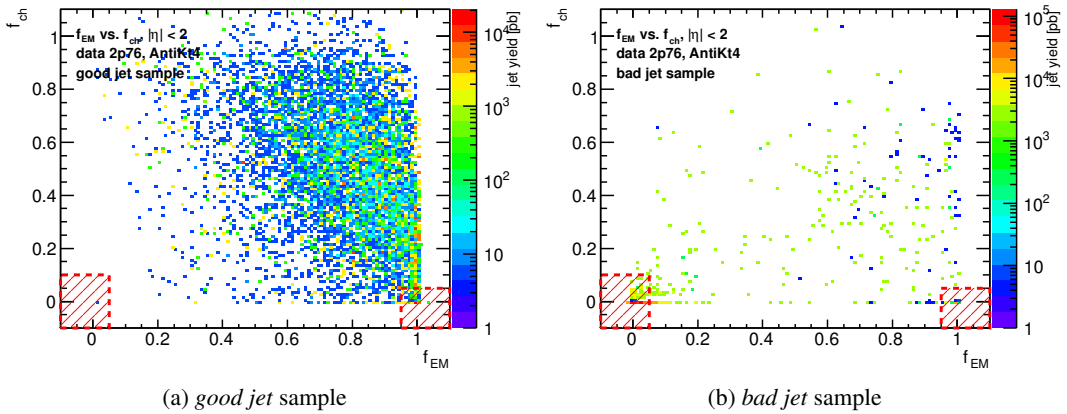 f_ch
f_EM vs. f_ch, |η| < 2
data 2p76, AntiKt4
good jet sample
1
0.8
0.6
0.4
0.2
0
0 0.2 0.4 0.6 0.8 1
f_EM
jet yield [pb]
10^4
10^3
10^2
10
1
(a) good jet sample
f_ch
f_EM vs. f_ch, |η| < 2
data 2p76, AntiKt4
bad jet sample
1
0.8
0.6
0.4
0.2
0
0 0.2 0.4 0.6 0.8 1
f_EM
jet yield [pb]
10^5
10^4
10^3
10^2
10
1
(b) bad jet sample